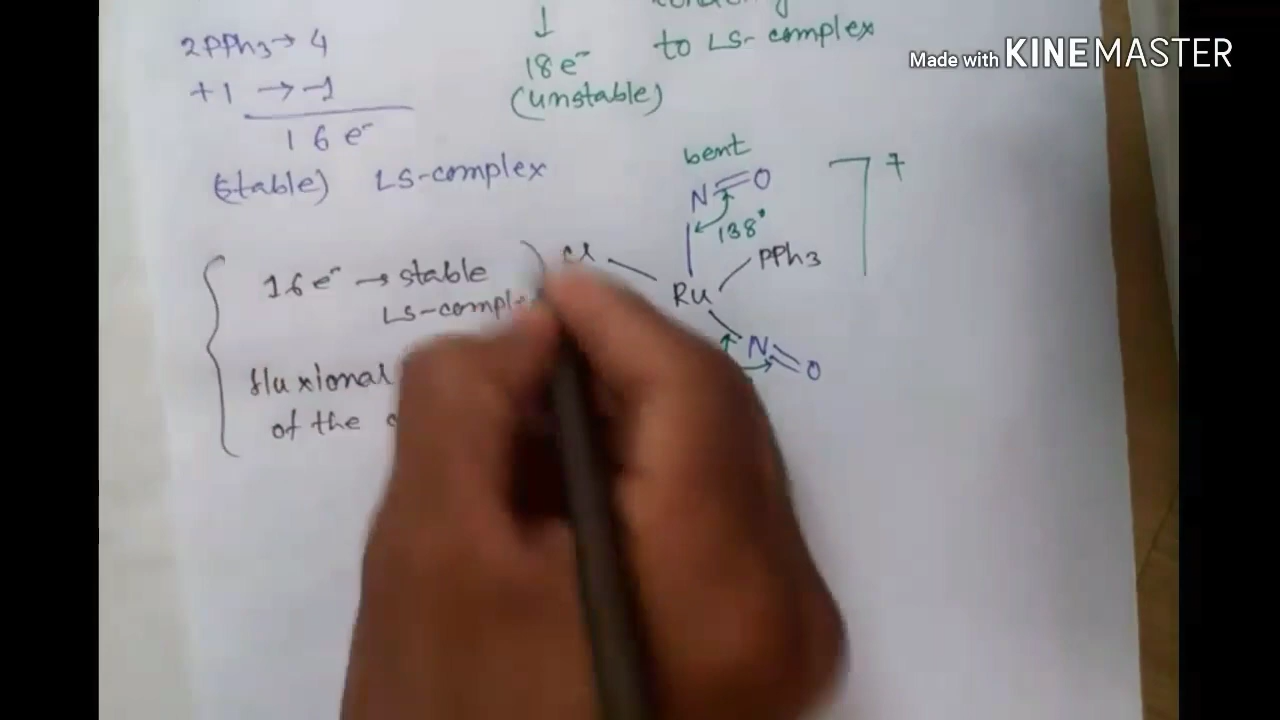 2PPh3→ 4
+1 → -1
16 e-
(stable) LS-complex
↓
18 e-
(unstable)
to LS- complex
Made with KINEMASTER
bent
N=O
138°
Cl
PPh3
Ru
N=O
+
16 e- → stable
LS-comple
fluxional
of the